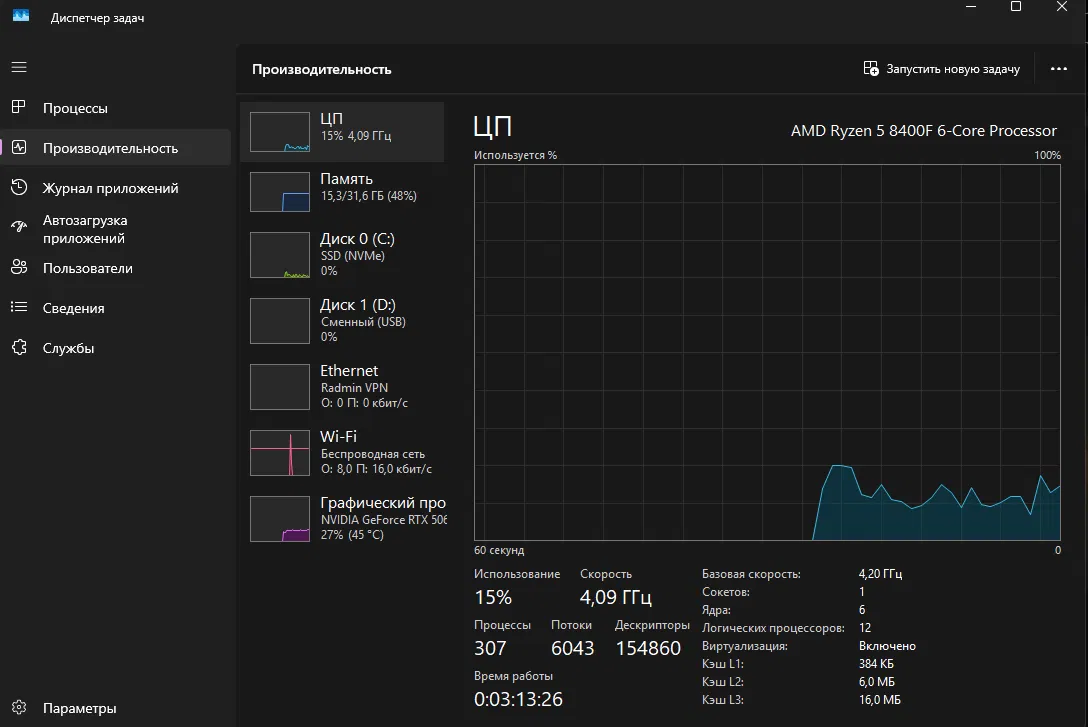 Диспетчер задач
Производительность
Запустить новую задачу
Процессы
Производительность
Журнал приложений
Автозагрузка
приложений
Пользователи
Сведения
Службы
Параметры
ЦП
15% 4,09 ГГц
Память
15,3/31,6 ГБ (48%)
Диск 0 (C:)
SSD (NVMe)
0%
Диск 1 (D:)
Сменный (USB)
0%
Ethernet
Radmin VPN
О: 0 П: 0 кбит/с
Wi-Fi
Беспроводная сеть
О: 8,0 П: 16,0 кбит/с
Графический про
NVIDIA GeForce RTX 506
27% (45 °C)
ЦП
AMD Ryzen 5 8400F 6-Core Processor
Используется %
100%
60 секунд
0
Использование
15%
Скорость
4,09 ГГц
Процессы
307
Потоки
6043
Дескрипторы
154860
Время работы
0:03:13:26
Базовая скорость: 4,20 ГГц
Сокетов: 1
Ядра: 6
Логических процессоров: 12
Виртуализация: Включено
Кэш L1: 384 КБ
Кэш L2: 6,0 МБ
Кэш L3: 16,0 МБ